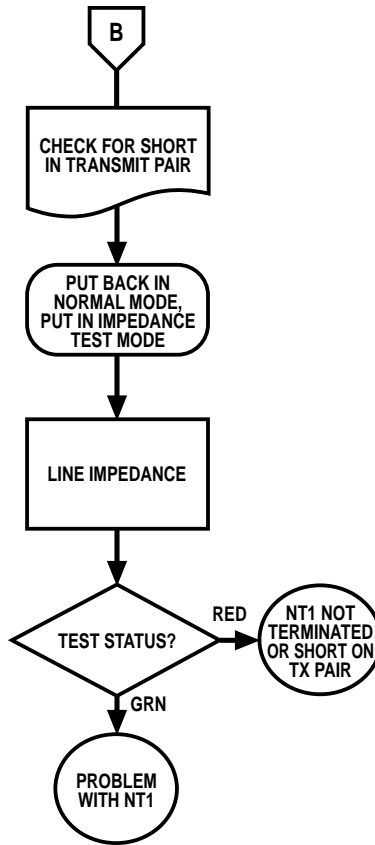 B
CHECK FOR SHORT
IN TRANSMIT PAIR
PUT BACK IN
NORMAL MODE,
PUT IN IMPEDANCE
TEST MODE
LINE IMPEDANCE
TEST STATUS?
RED
NT1 NOT
TERMINATED
OR SHORT ON
TX PAIR
GRN
PROBLEM
WITH NT1